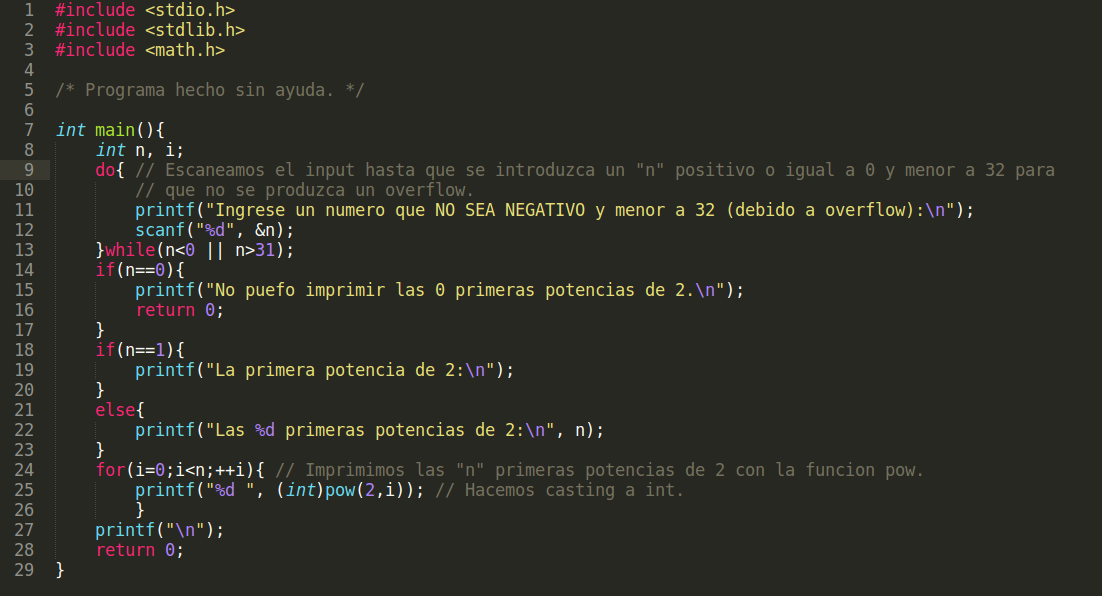 1 #include <stdio.h>
2 #include <stdlib.h>
3 #include <math.h>
4
5 /* Programa hecho sin ayuda. */
6
7 int main(){
8     int n, i;
9     do{ // Escaneamos el input hasta que se introduzca un "n" positivo o igual a 0 y menor a 32 para
10         // que no se produzca un overflow.
11         printf("Ingrese un numero que NO SEA NEGATIVO y menor a 32 (debido a overflow):\n");
12         scanf("%d", &n);
13     }while(n<0 || n>31);
14     if(n==0){
15         printf("No puefo imprimir las 0 primeras potencias de 2.\n");
16         return 0;
17     }
18     if(n==1){
19         printf("La primera potencia de 2:\n");
20     }
21     else{
22         printf("Las %d primeras potencias de 2:\n", n);
23     }
24     for(i=0;i<n;++i){ // Imprimimos las "n" primeras potencias de 2 con la funcion pow.
25         printf("%d ", (int)pow(2,i)); // Hacemos casting a int.
26         }
27     printf("\n");
28     return 0;
29 }